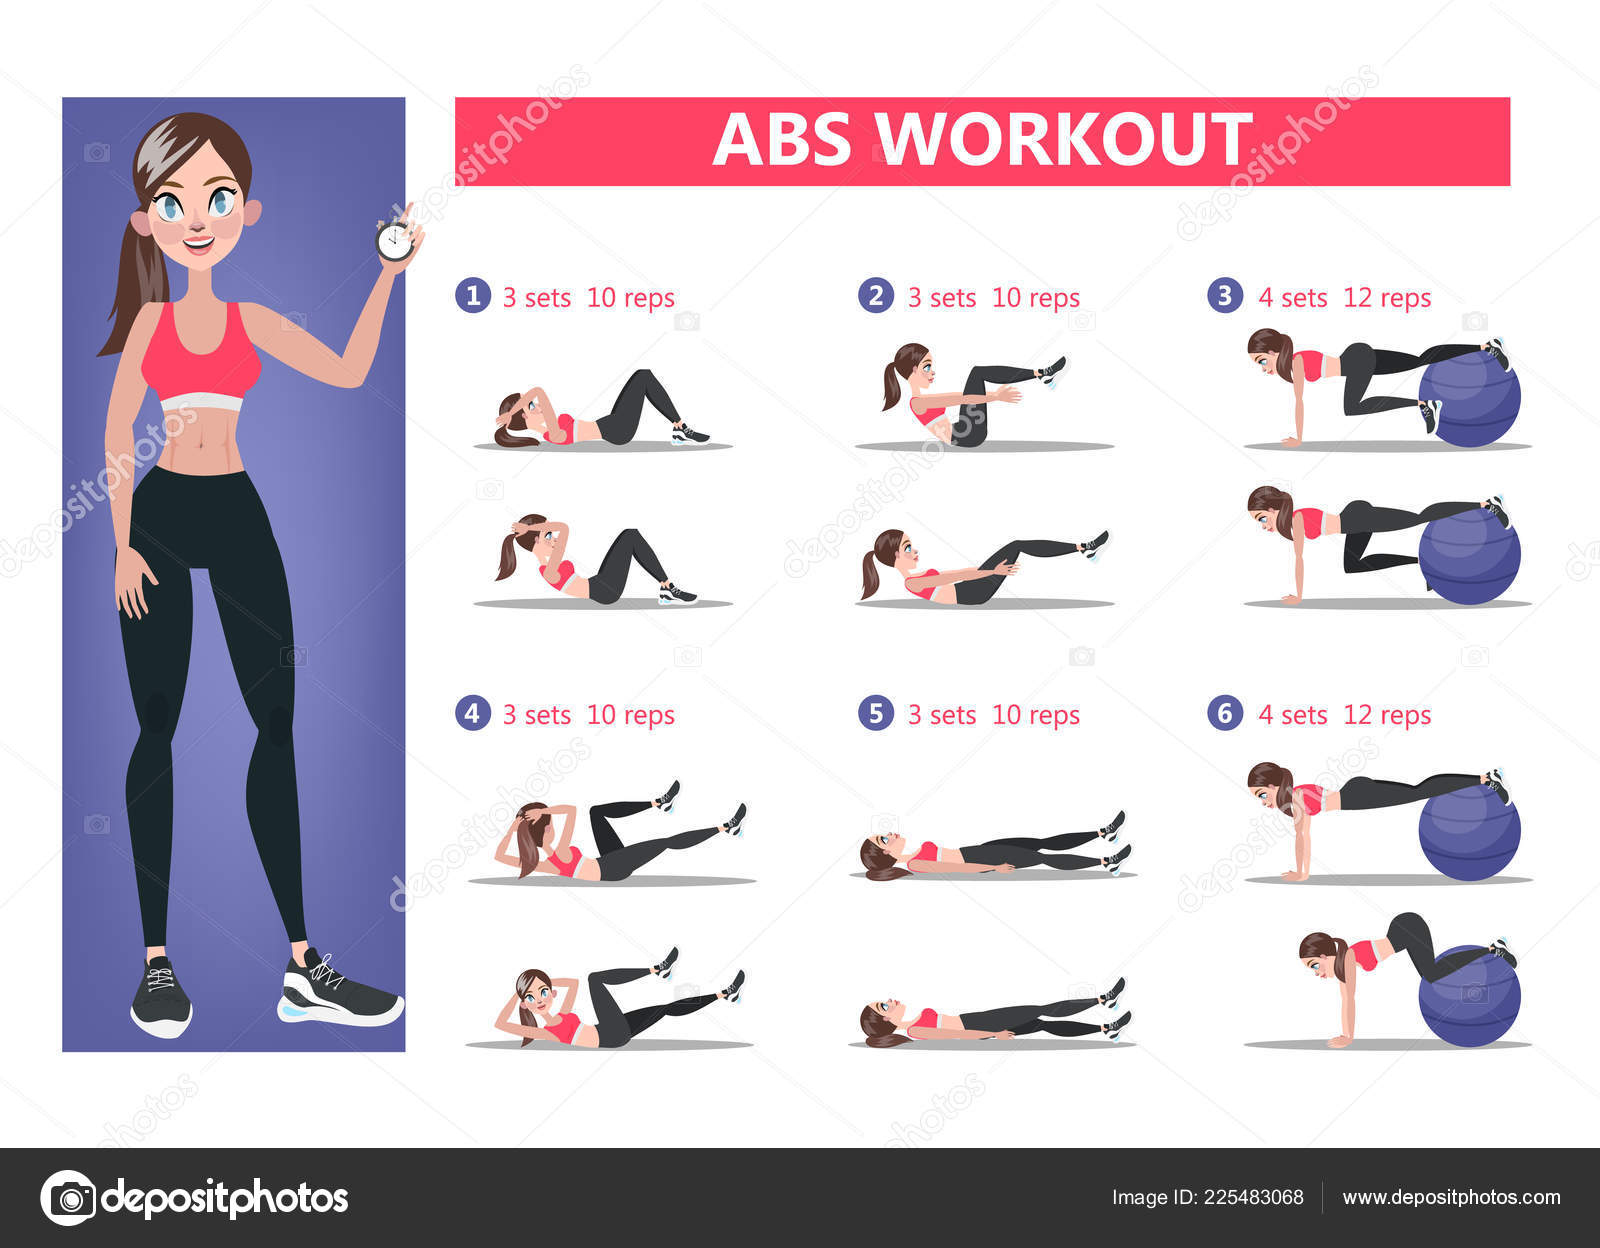 ABS WORKOUT
1 3 sets 10 reps
2 3 sets 10 reps
3 4 sets 12 reps
4 3 sets 10 reps
5 3 sets 10 reps
6 4 sets 12 reps
depositphotos
Image ID: 225483068 www.depositphotos.com